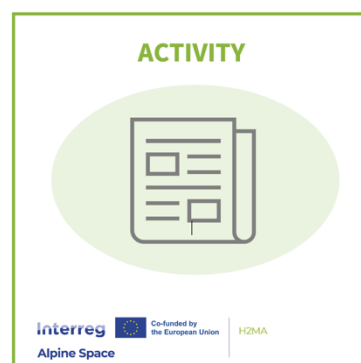 ACTIVITY
Interreg
Co-funded by
the European Union
H2MA
Alpine Space